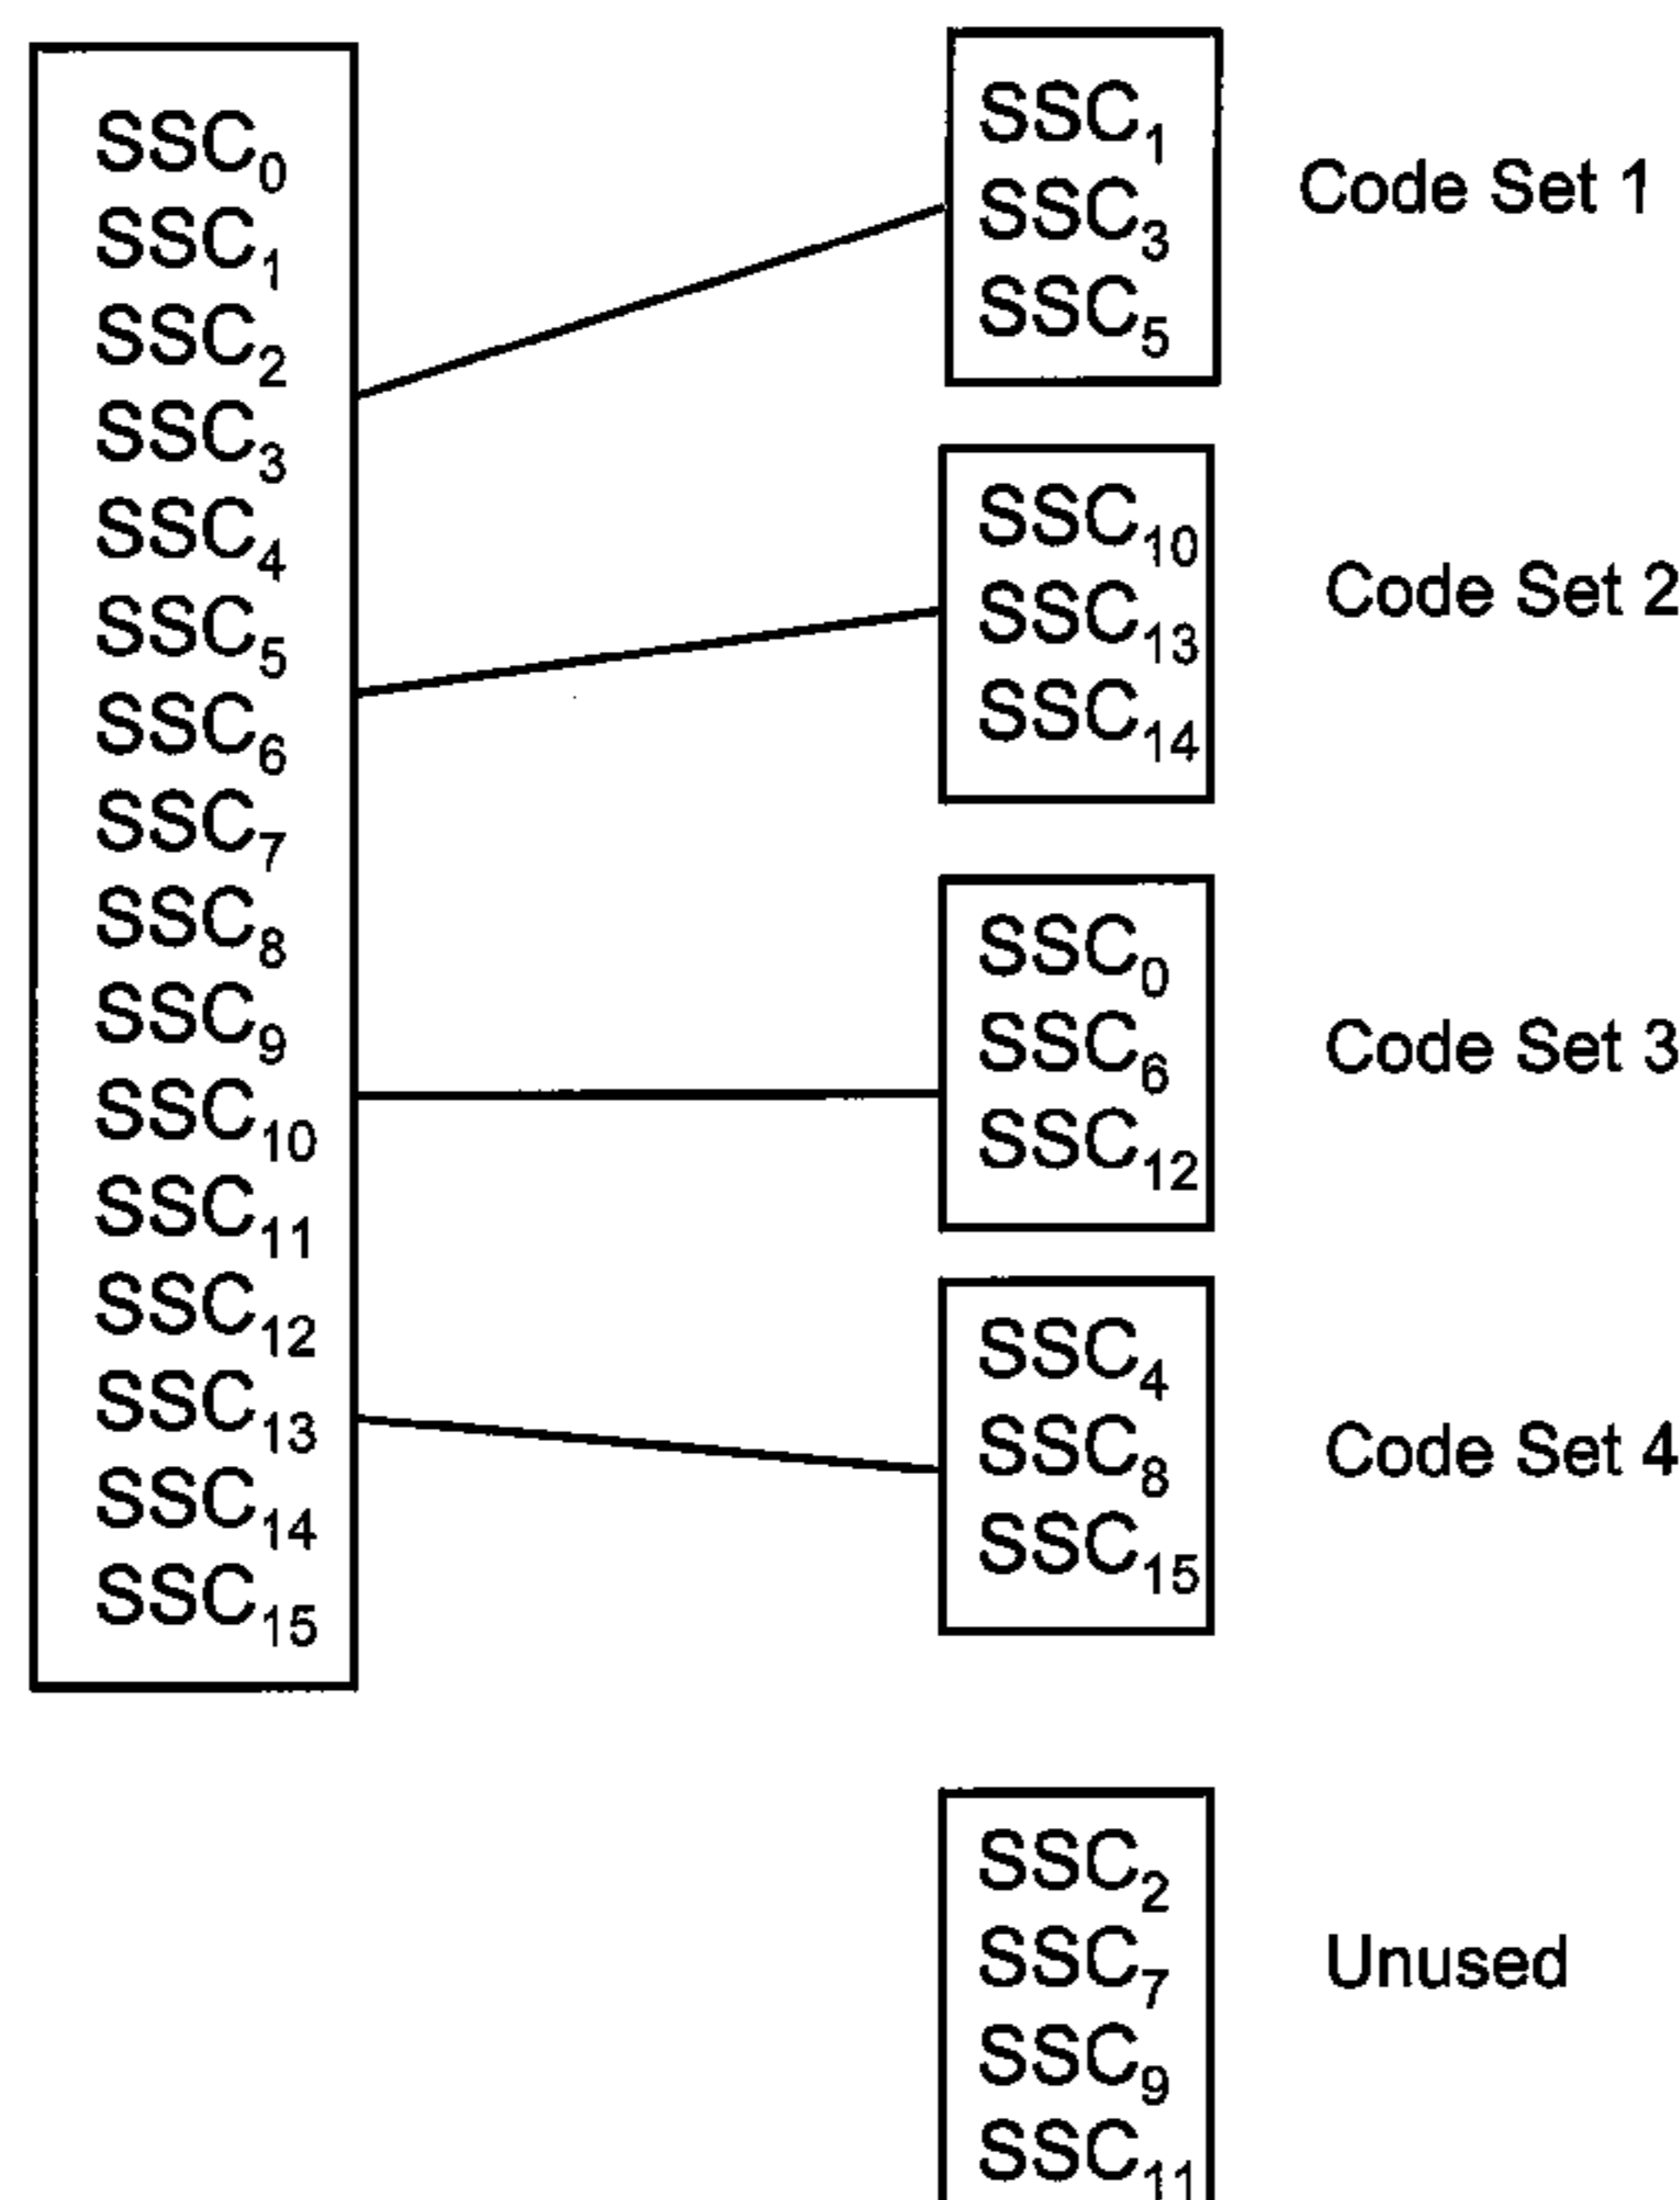 SSC₀
SSC₁
SSC₂
SSC₃
SSC₄
SSC₅
SSC₆
SSC₇
SSC₈
SSC₉
SSC₁₀
SSC₁₁
SSC₁₂
SSC₁₃
SSC₁₄
SSC₁₅
SSC₁
SSC₃
SSC₅
Code Set 1
SSC₁₀
SSC₁₃
SSC₁₄
Code Set 2
SSC₀
SSC₆
SSC₁₂
Code Set 3
SSC₄
SSC₈
SSC₁₅
Code Set 4
SSC₂
SSC₇
SSC₉
SSC₁₁
Unused